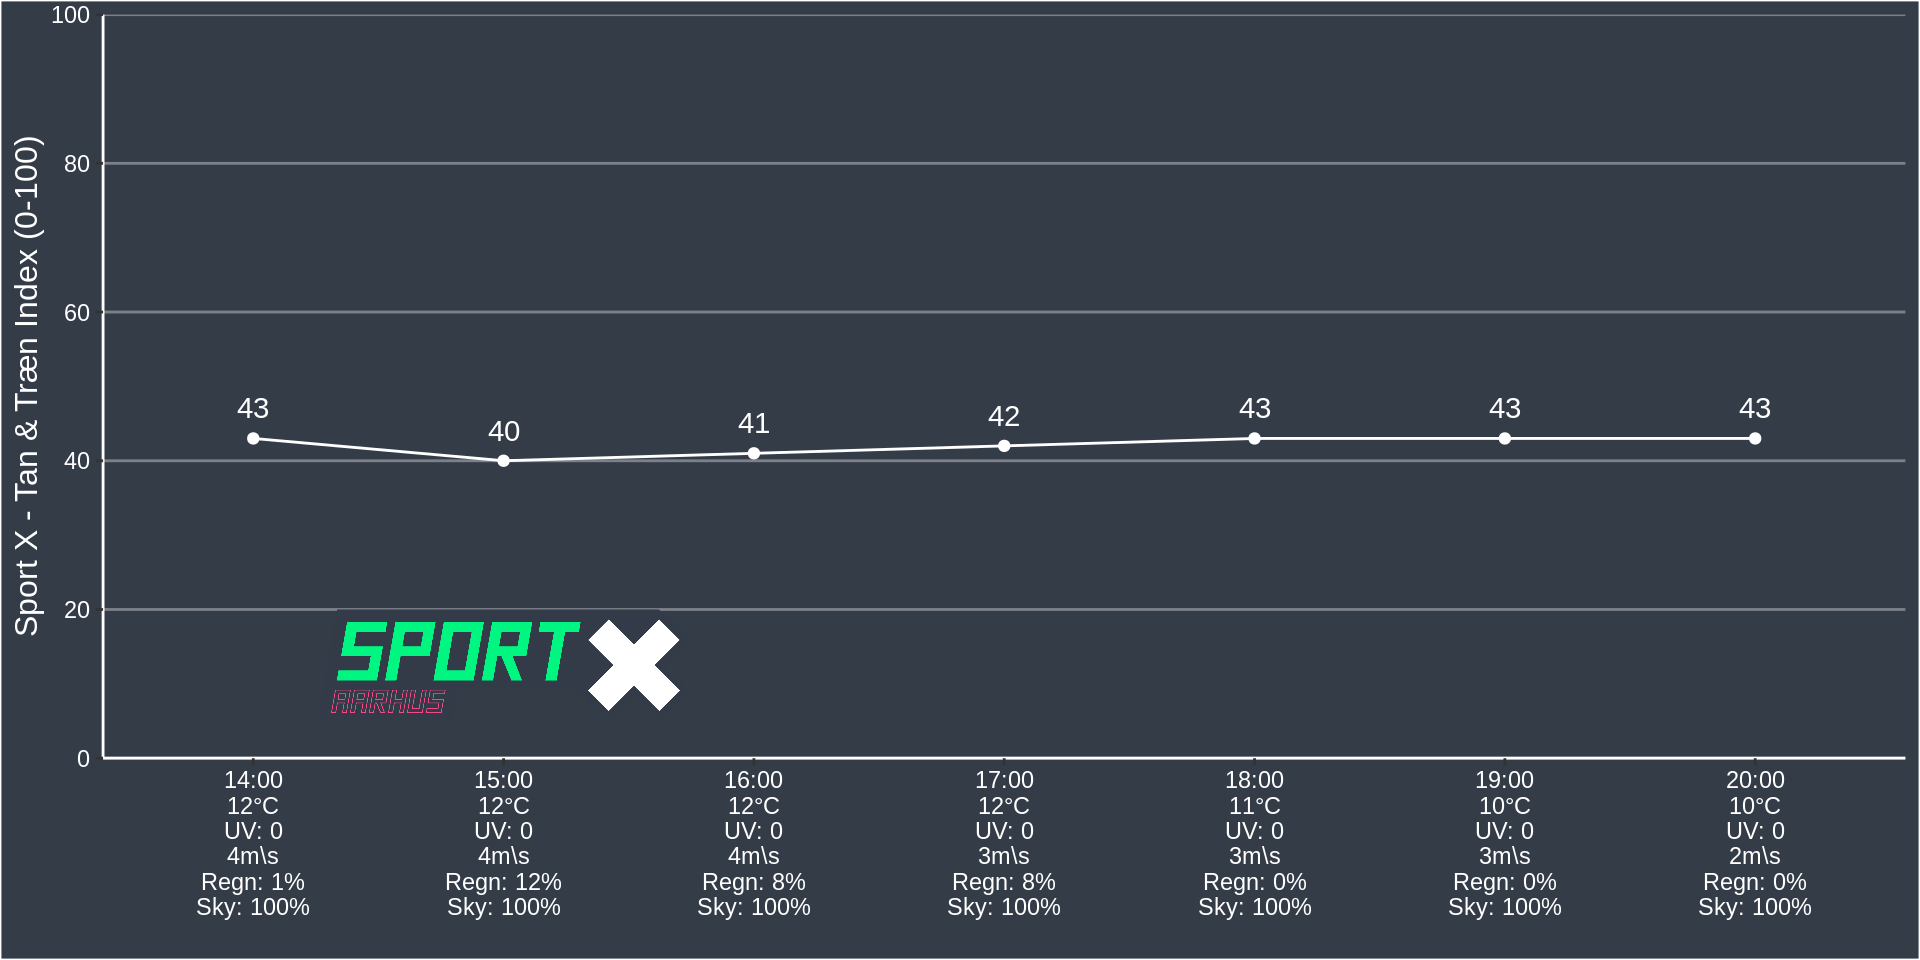 Sport X - Tan & Træn Index (0-100)
100
80
60
40
20
0
43
40
41
42
43
43
43
SPORT X
AARHUS
14:00
12°C
UV: 0
4m\s
Regn: 1%
Sky: 100%
15:00
12°C
UV: 0
4m\s
Regn: 12%
Sky: 100%
16:00
12°C
UV: 0
4m\s
Regn: 8%
Sky: 100%
17:00
12°C
UV: 0
3m\s
Regn: 8%
Sky: 100%
18:00
11°C
UV: 0
3m\s
Regn: 0%
Sky: 100%
19:00
10°C
UV: 0
3m\s
Regn: 0%
Sky: 100%
20:00
10°C
UV: 0
2m\s
Regn: 0%
Sky: 100%